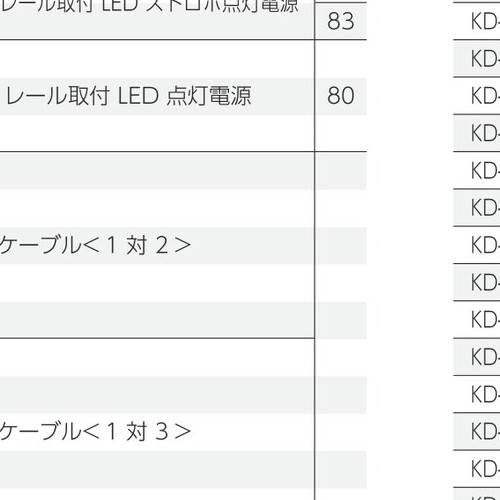 レール取付 LED ストロボ点灯電源
83
レール取付 LED 点灯電源
80
ケーブル＜1 対 2＞
ケーブル＜1 対 3＞
KD-
KD-
KD-
KD-
KD-
KD-
KD-
KD-
KD-
KD-
KD-
KD-
KD-